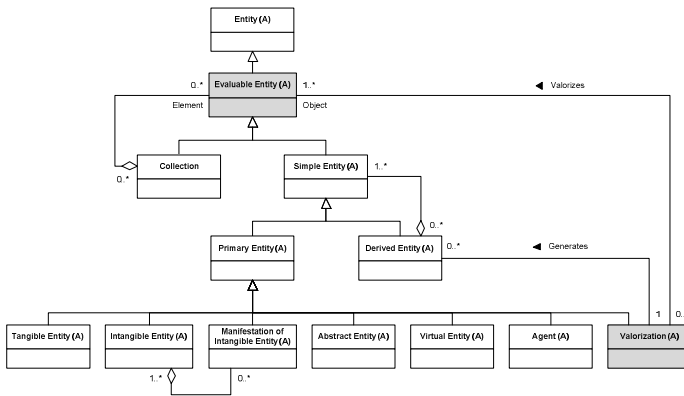 Entity (A)
0..* Evaluable Entity (A) 1..* ◄ Valorizes
Element Object
Collection Simple Entity (A) 1..*
0..*
0..*
Primary Entity (A) Derived Entity (A) 0..* ◄ Generates
1 0..
Tangible Entity (A) Intangible Entity (A) Manifestation of Intangible Entity (A) Abstract Entity (A) Virtual Entity (A) Agent (A) Valorization (A)
1..* 0..*